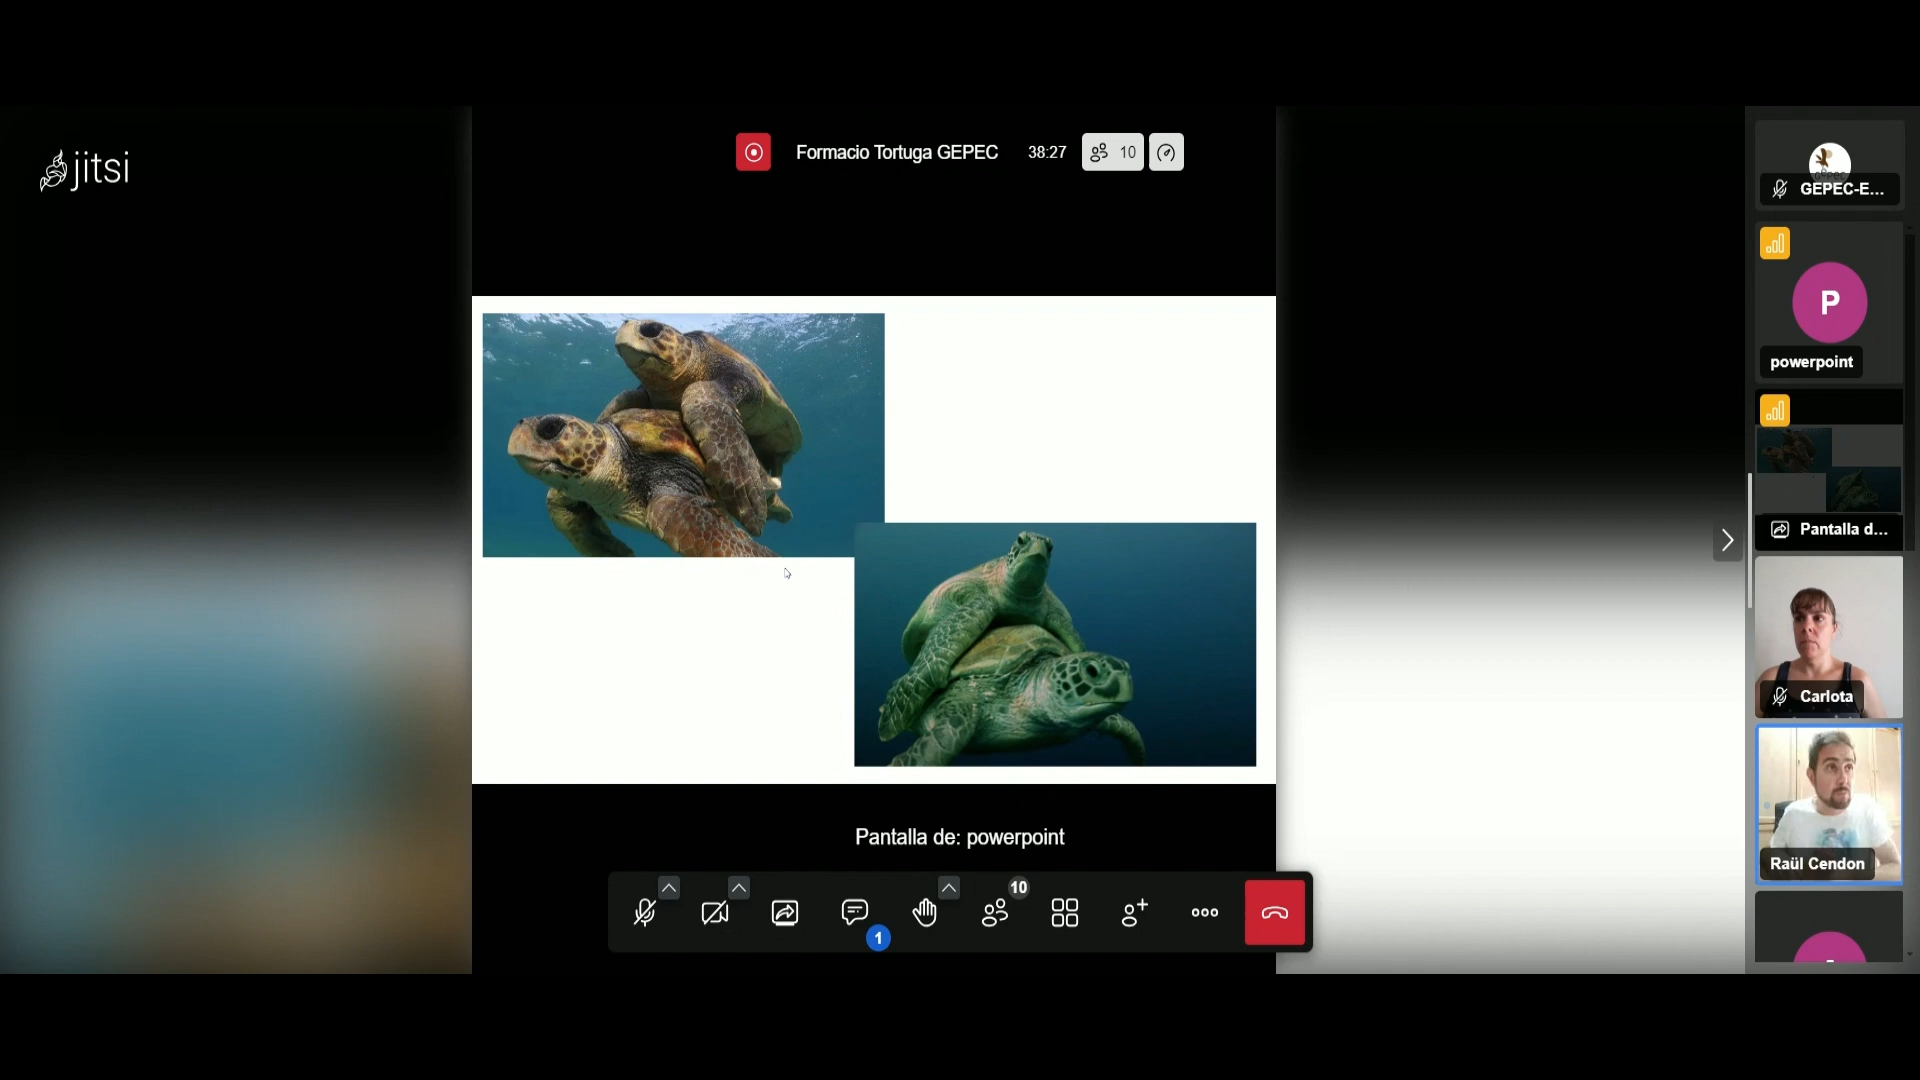 jitsi
Formacio Tortuga GEPEC
38:27
10
GEPEC-E...
P
powerpoint
Pantalla d...
Carlota
Raül Cendon
Pantalla de: powerpoint
10
1